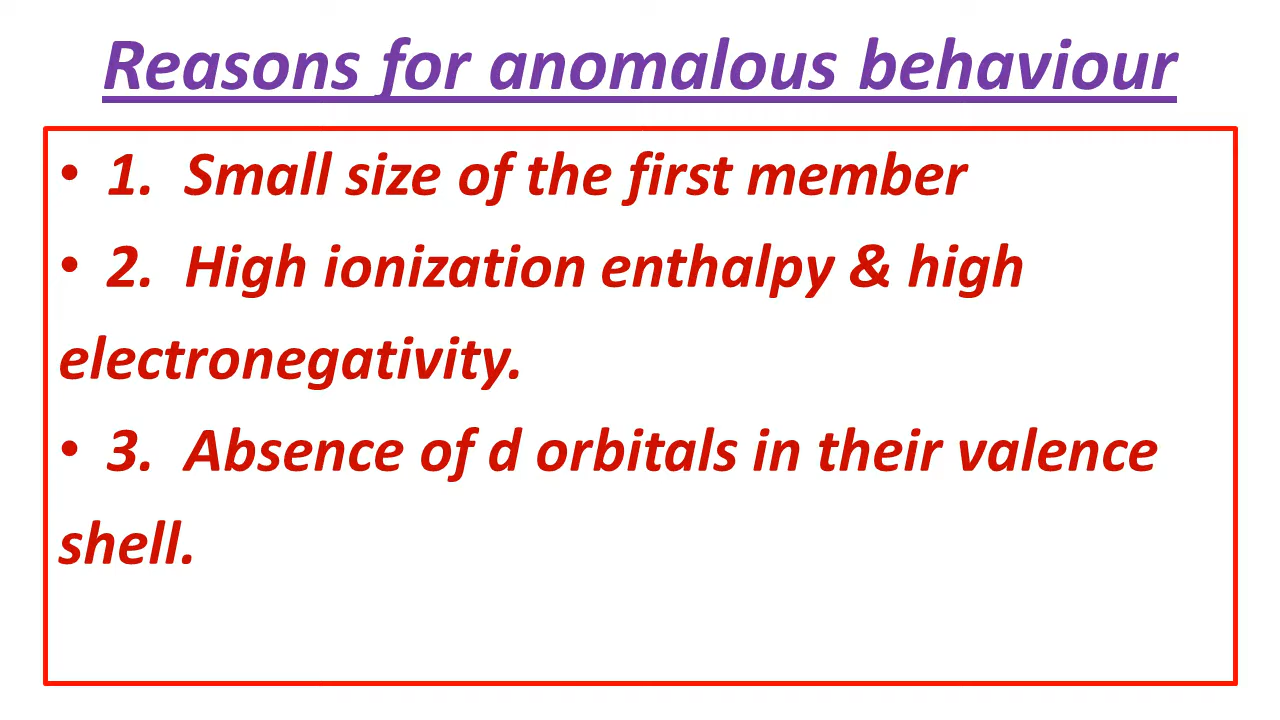 Reasons for anomalous behaviour
• 1. Small size of the first member
• 2. High ionization enthalpy & high
electronegativity.
• 3. Absence of d orbitals in their valence
shell.